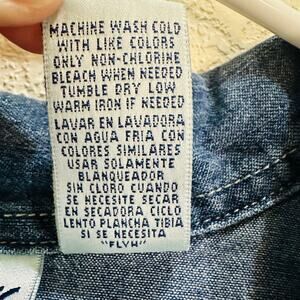 MACHINE WASH COLD
WITH LIKE COLORS
ONLY NON-CHLORINE
BLEACH WHEN NEEDED
TUMBLE DRY LOW
WARM IRON IF NEEDED
LAVAR EN LAVADORA
CON AGUA FRIA CON
COLORES SIMILARES
USAR SOLAMENTE
BLANQUEADOR
SIN CLORO CUANDO
SE NECESITE SECAR
EN SECADORA CICLO
LENTO PLANCHA TIBIA
SI SE NECESITA
"FLYH"